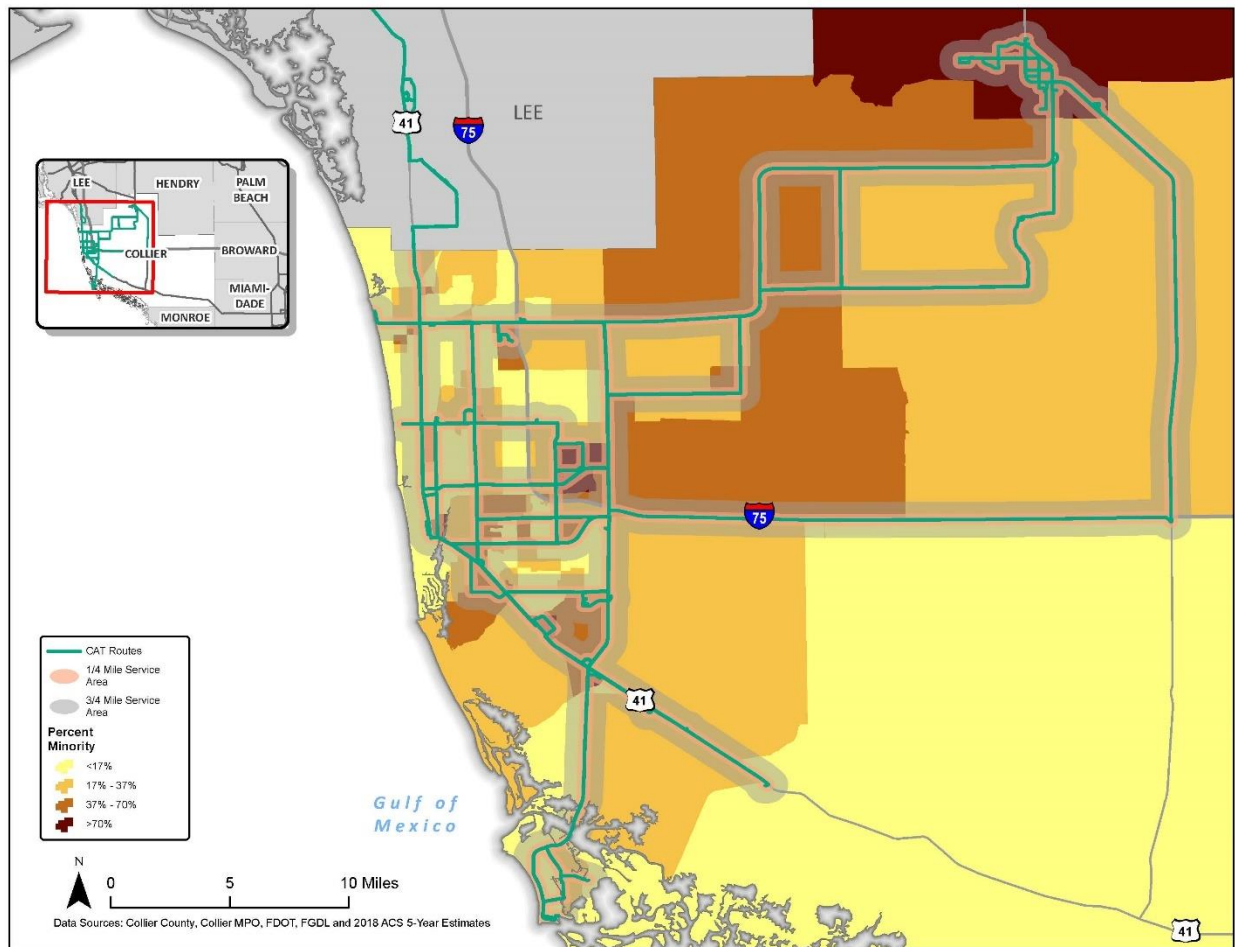 41
75
LEE
LEE
HENDRY
PALM
BEACH
COLLIER
BROWARD
MIAMI-
DADE
MONROE
75
41
CAT Routes
1/4 Mile Service
Area
3/4 Mile Service
Area
Percent
Minority
<17%
17% - 37%
37% - 70%
>70%
Gulf of
Mexico
N
0 5 10 Miles
Data Sources: Collier County, Collier MPO, FDOT, FGDL and 2018 ACS 5-Year Estimates
41